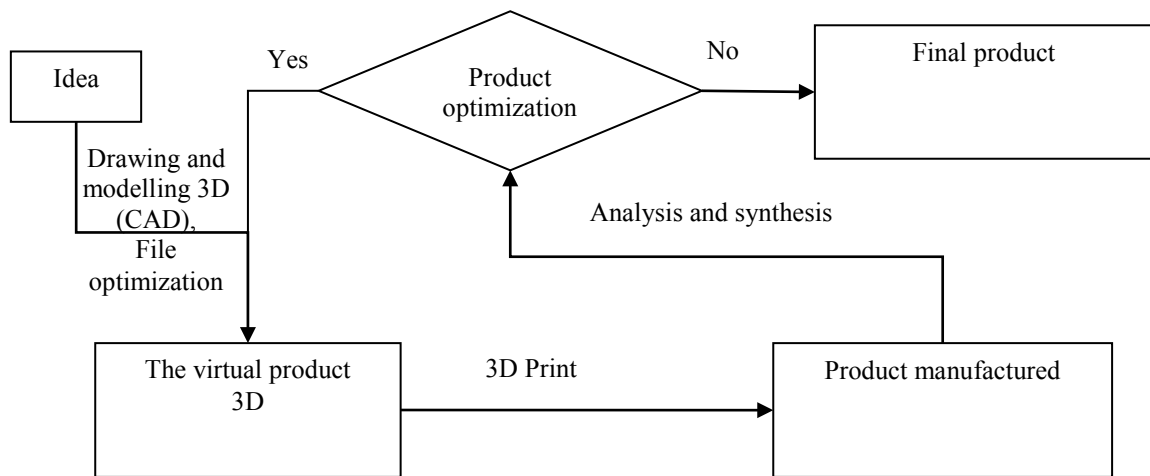 Idea
Yes
Product
optimization
No
Final product
Drawing and
modelling 3D
(CAD),
File
optimization
Analysis and synthesis
The virtual product
3D
3D Print
Product manufactured